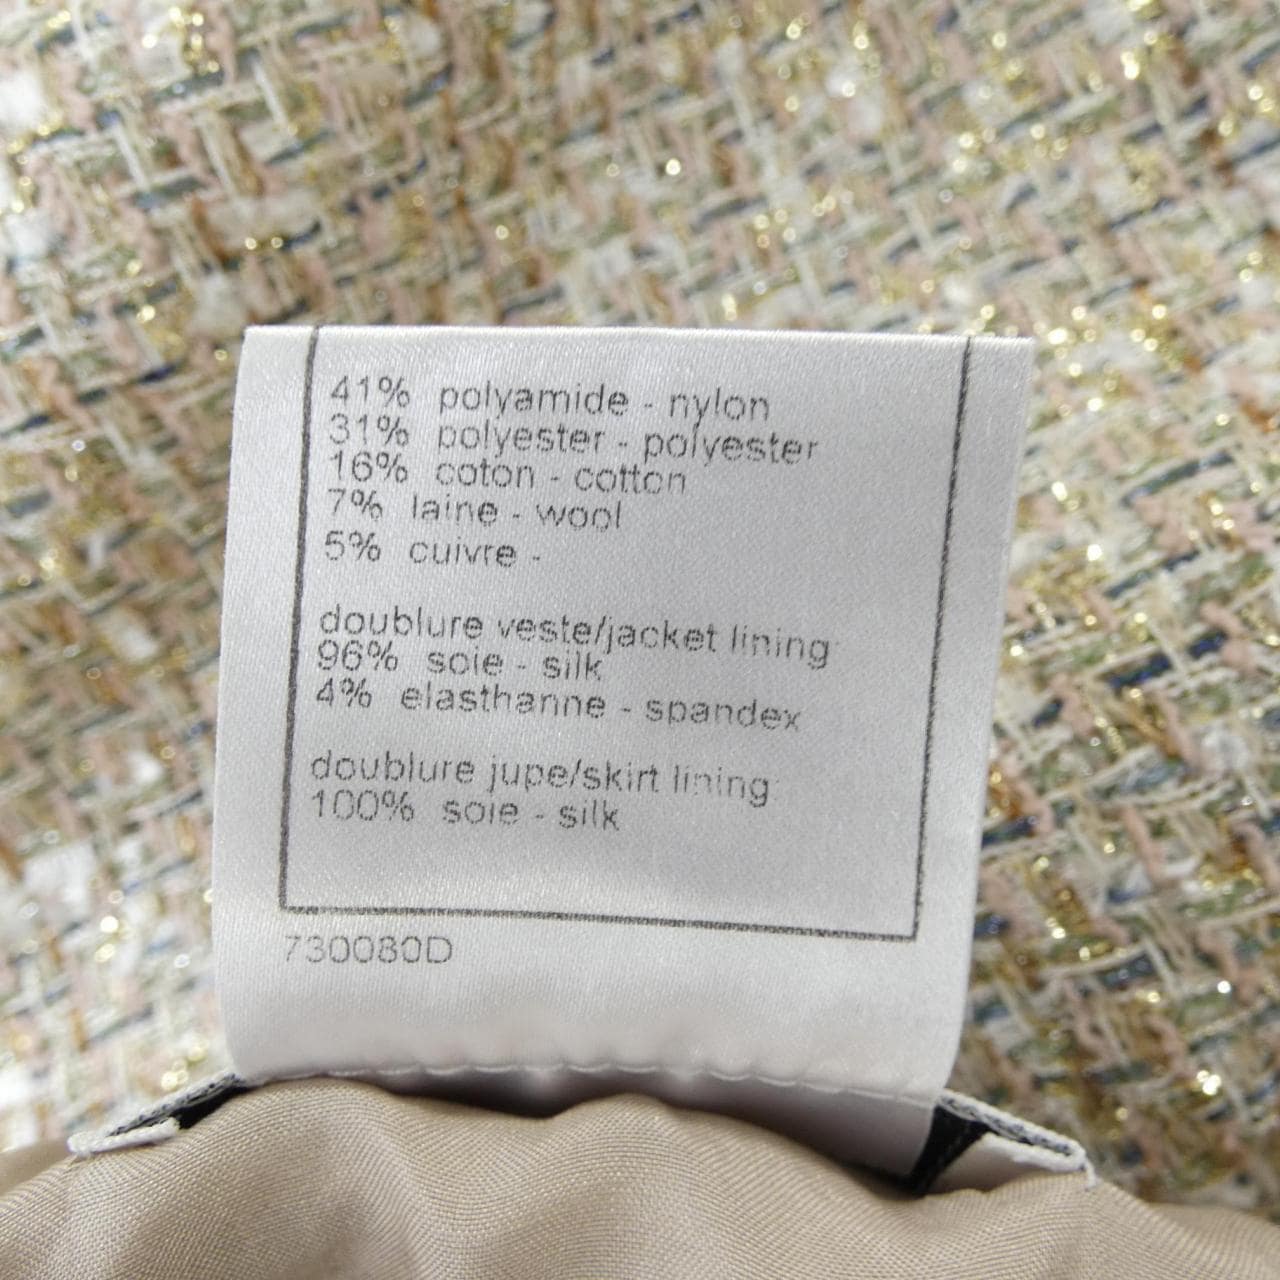 41% polyamide - nylon
31% polyester - polyester
16% coton - cotton
7% laine - wool
5% cuivre -
doublure veste/jacket lining
96% soie - silk
4% elasthanne - spandex
doublure jupe/skirt lining
100% soie - silk
730080D